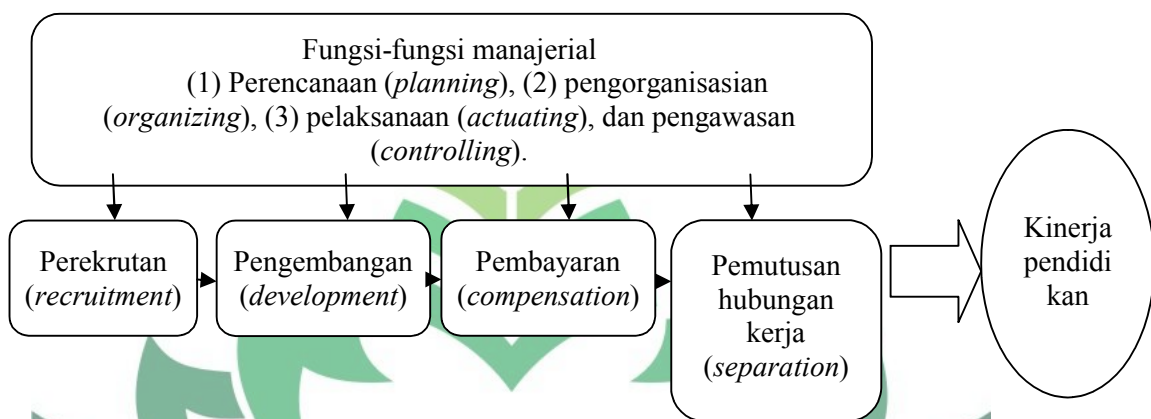 Fungsi-fungsi manajerial
(1) Perencanaan (planning), (2) pengorganisasian
(organizing), (3) pelaksanaan (actuating), dan pengawasan
(controlling).
Perekrutan
(recruitment)
Pengembangan
(development)
Pembayaran
(compensation)
Pemutusan
hubungan
kerja
(separation)
Kinerja
pendidi
kan